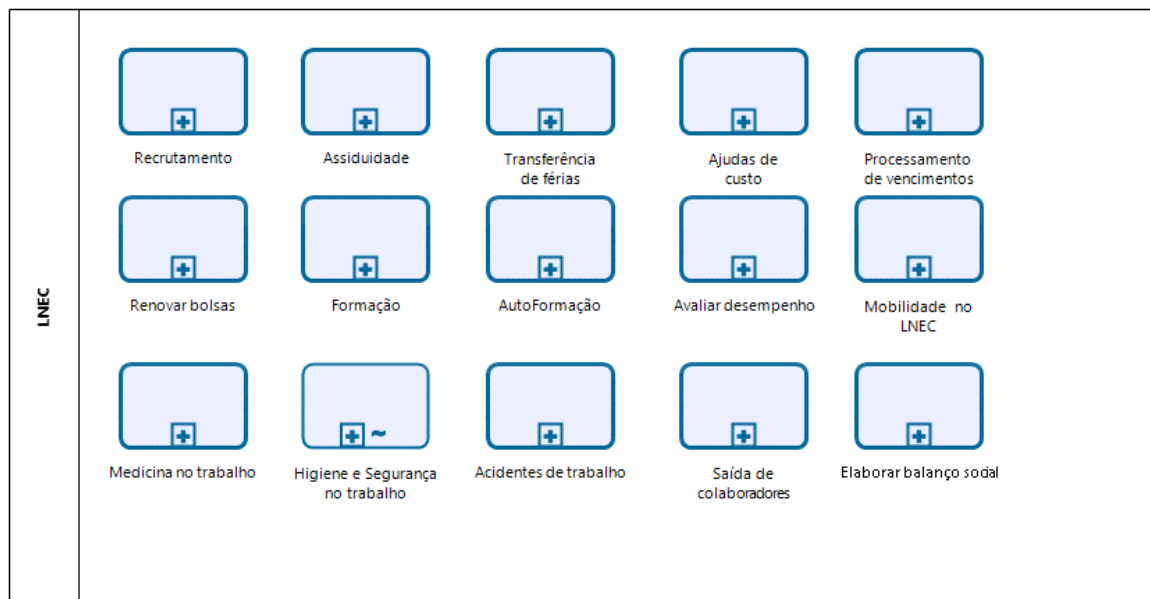 LNEC
Recrutamento
Assiduidade
Transferência
de férias
Ajudas de
custo
Processamento
de vencimentos
Renovar bolsas
Formação
AutoFormação
Avaliar desempenho
Mobilidade no
LNEC
Medicina no trabalho
Higiene e Segurança
no trabalho
Acidentes de trabalho
Saída de
colaboradores
Elaborar balanço social